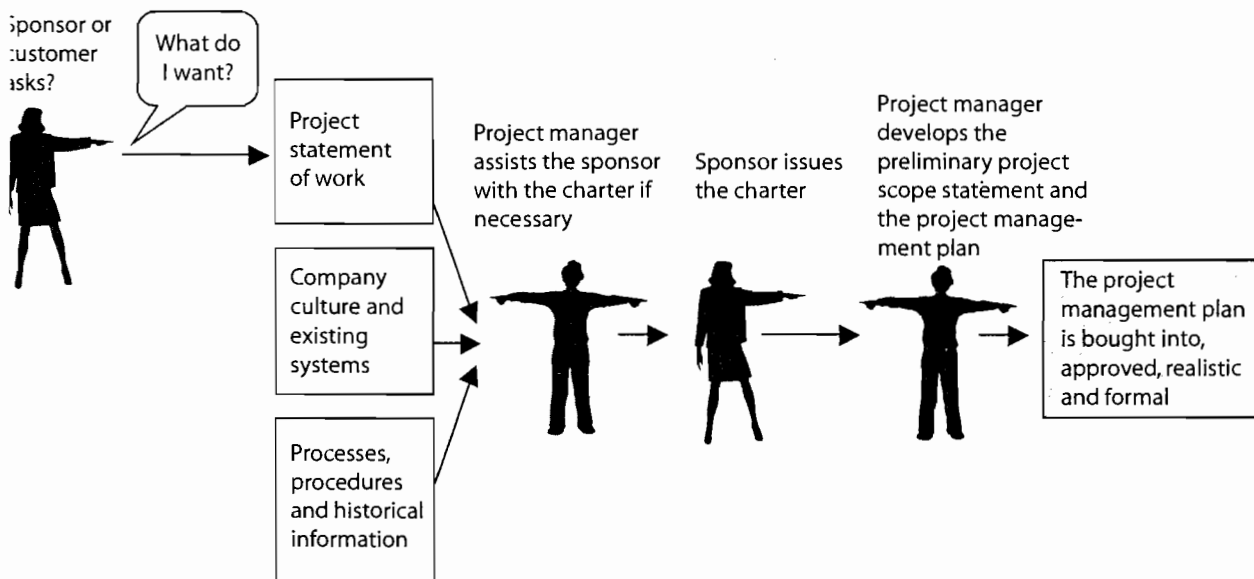 Sponsor or
customer
asks?
What do
I want?
Project
statement
of work
Company
culture and
existing
systems
Processes,
procedures
and historical
information
Project manager
assists the sponsor
with the charter if
necessary
Sponsor issues
the charter
Project manager
develops the
preliminary project
scope statement and
the project manage-
ment plan
The project
management plan
is bought into,
approved, realistic
and formal